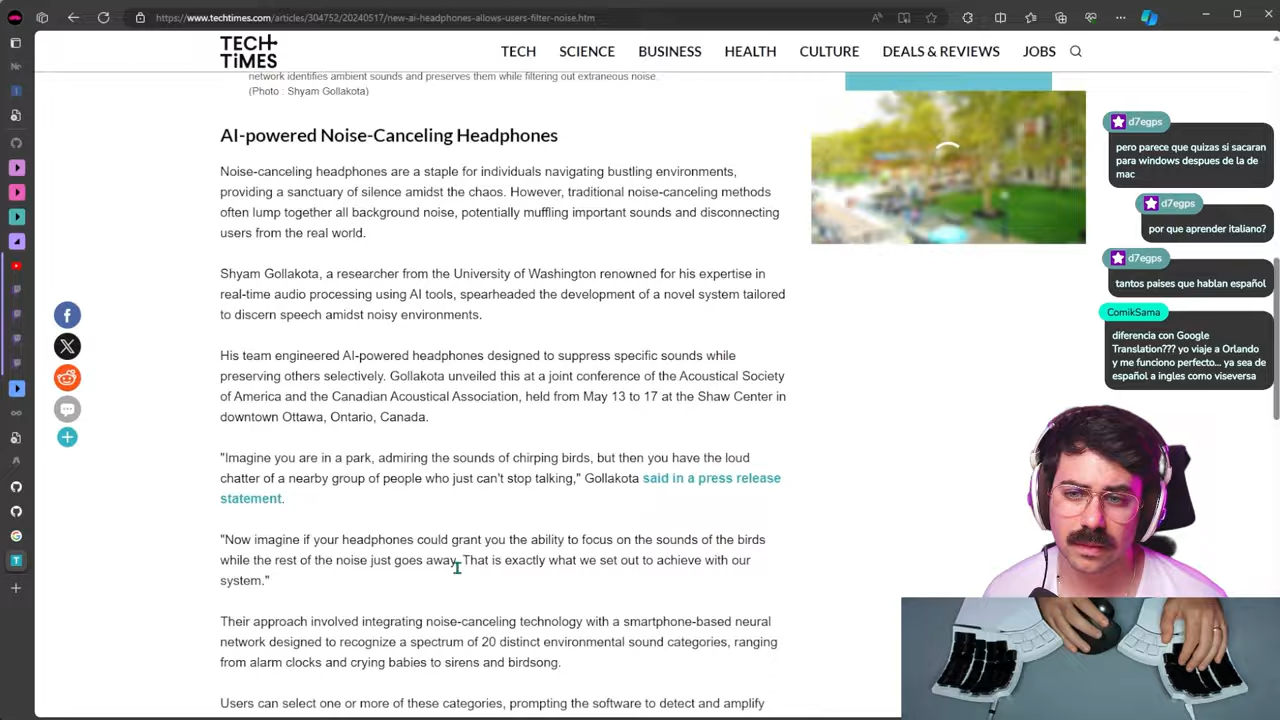 https://www.techtimes.com/articles/304752/20240517/new-ai-headphones-allows-users-filter-noise.htm
TECH
TIMES
TECH SCIENCE BUSINESS HEALTH CULTURE DEALS & REVIEWS JOBS
network identifies ambient sounds and preserves them while filtering out extraneous noise.
(Photo : Shyam Gollakota)
AI-powered Noise-Canceling Headphones
Noise-canceling headphones are a staple for individuals navigating bustling environments,
providing a sanctuary of silence amidst the chaos. However, traditional noise-canceling methods
often lump together all background noise, potentially muffling important sounds and disconnecting
users from the real world.
Shyam Gollakota, a researcher from the University of Washington renowned for his expertise in
real-time audio processing using AI tools, spearheaded the development of a novel system tailored
to discern speech amidst noisy environments.
His team engineered AI-powered headphones designed to suppress specific sounds while
preserving others selectively. Gollakota unveiled this at a joint conference of the Acoustical Society
of America and the Canadian Acoustical Association, held from May 13 to 17 at the Shaw Center in
downtown Ottawa, Ontario, Canada.
"Imagine you are in a park, admiring the sounds of chirping birds, but then you have the loud
chatter of a nearby group of people who just can't stop talking," Gollakota said in a press release
statement.
"Now imagine if your headphones could grant you the ability to focus on the sounds of the birds
while the rest of the noise just goes away. That is exactly what we set out to achieve with our
system."
Their approach involved integrating noise-canceling technology with a smartphone-based neural
network designed to recognize a spectrum of 20 distinct environmental sound categories, ranging
from alarm clocks and crying babies to sirens and birdsong.
Users can select one or more of these categories, prompting the software to detect and amplify
d7egps
pero parece que quizas si sacaran
para windows despues de la de
mac
d7egps
por que aprender italiano?
d7egps
tantos paises que hablan español
ComikSama
diferencia con Google
Translation??? yo viaje a Orlando
y me funciono perfecto... ya sea de
español a ingles como viseversa